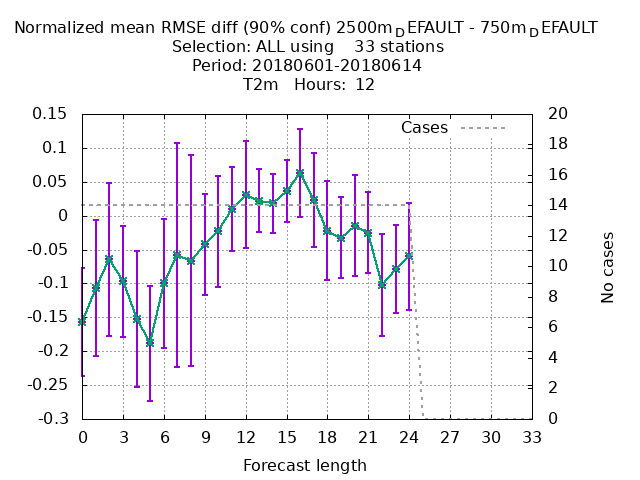 Normalized mean RMSE diff (90% conf) 2500m_DEFAULT - 750m_DEFAULT
Selection: ALL using 33 stations
Period: 20180601-20180614
T2m Hours: 12
Cases
0.15
0.1
0.05
0
-0.05
-0.1
-0.15
-0.2
-0.25
-0.3
20
18
16
14
12
10
8
6
4
2
0
No cases
0 3 6 9 12 15 18 21 24 27 30 33
Forecast length